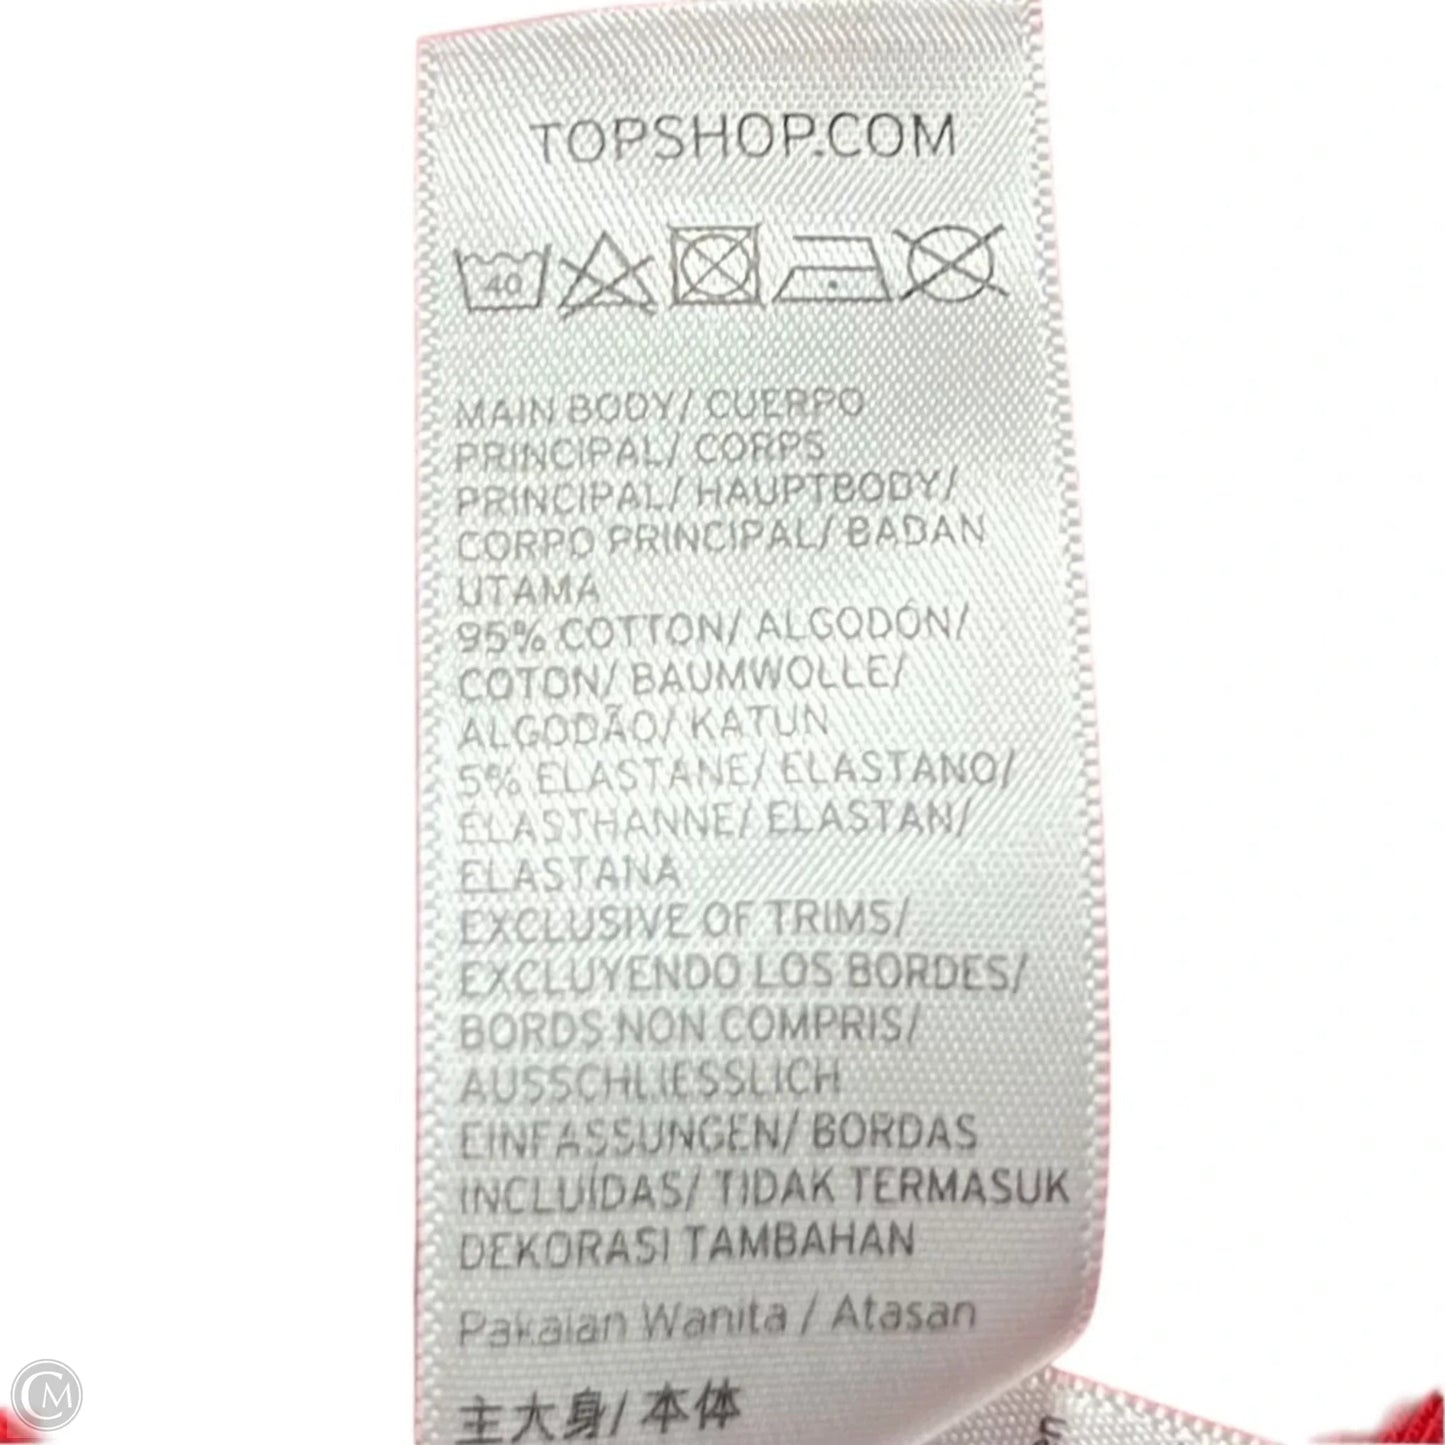 TOPSHOP.COM
40
MAIN BODY/ CUERPO
PRINCIPAL/ CORPS
PRINCIPAL/ HAUPTBODY/
CORPO PRINCIPAL/ BADAN
UTAMA
95% COTTON/ ALGODÓN/
COTON/ BAUMWOLLE/
ALGODÃO/ KATUN
5% ELASTANE/ ELASTANO/
ÉLASTHANNE/ ELASTAN/
ELASTANA
EXCLUSIVE OF TRIMS/
EXCLUYENDO LOS BORDES/
BORDS NON COMPRIS/
AUSSCHLIESSLICH
EINFASSUNGEN/ BORDAS
INCLUÍDAS/ TIDAK TERMASUK
DEKORASI TAMBAHAN
Pakaian Wanita / Atasan
主大身/ 本体
CM